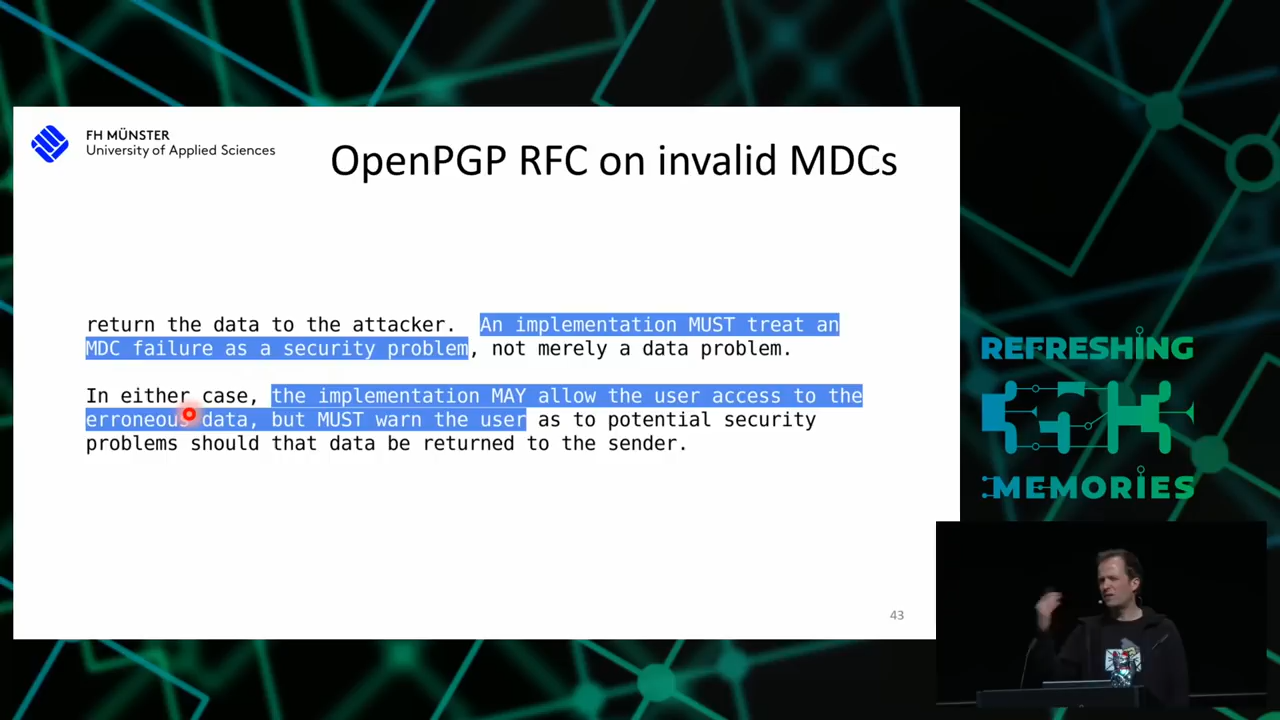 FH MÜNSTER
University of Applied Sciences
OpenPGP RFC on invalid MDCs
return the data to the attacker. An implementation MUST treat an
MDC failure as a security problem, not merely a data problem.
In either case, the implementation MAY allow the user access to the
erroneous data, but MUST warn the user as to potential security
problems should that data be returned to the sender.
43
REFRESHING
MEMORIES